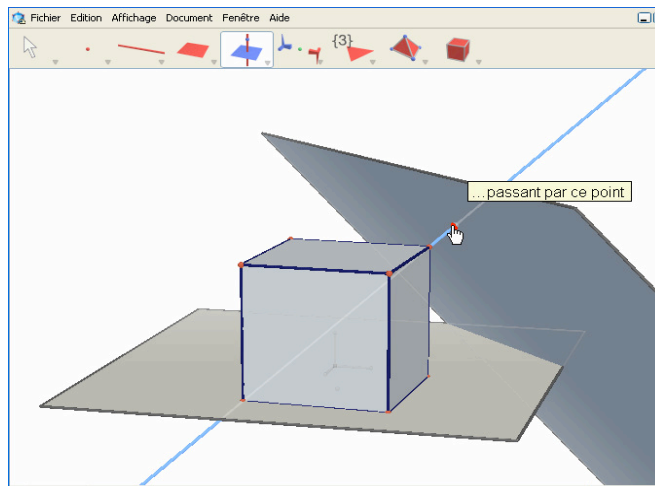 Fichier Edition Affichage Document Fenêtre Aide
{3}
...passant par ce point